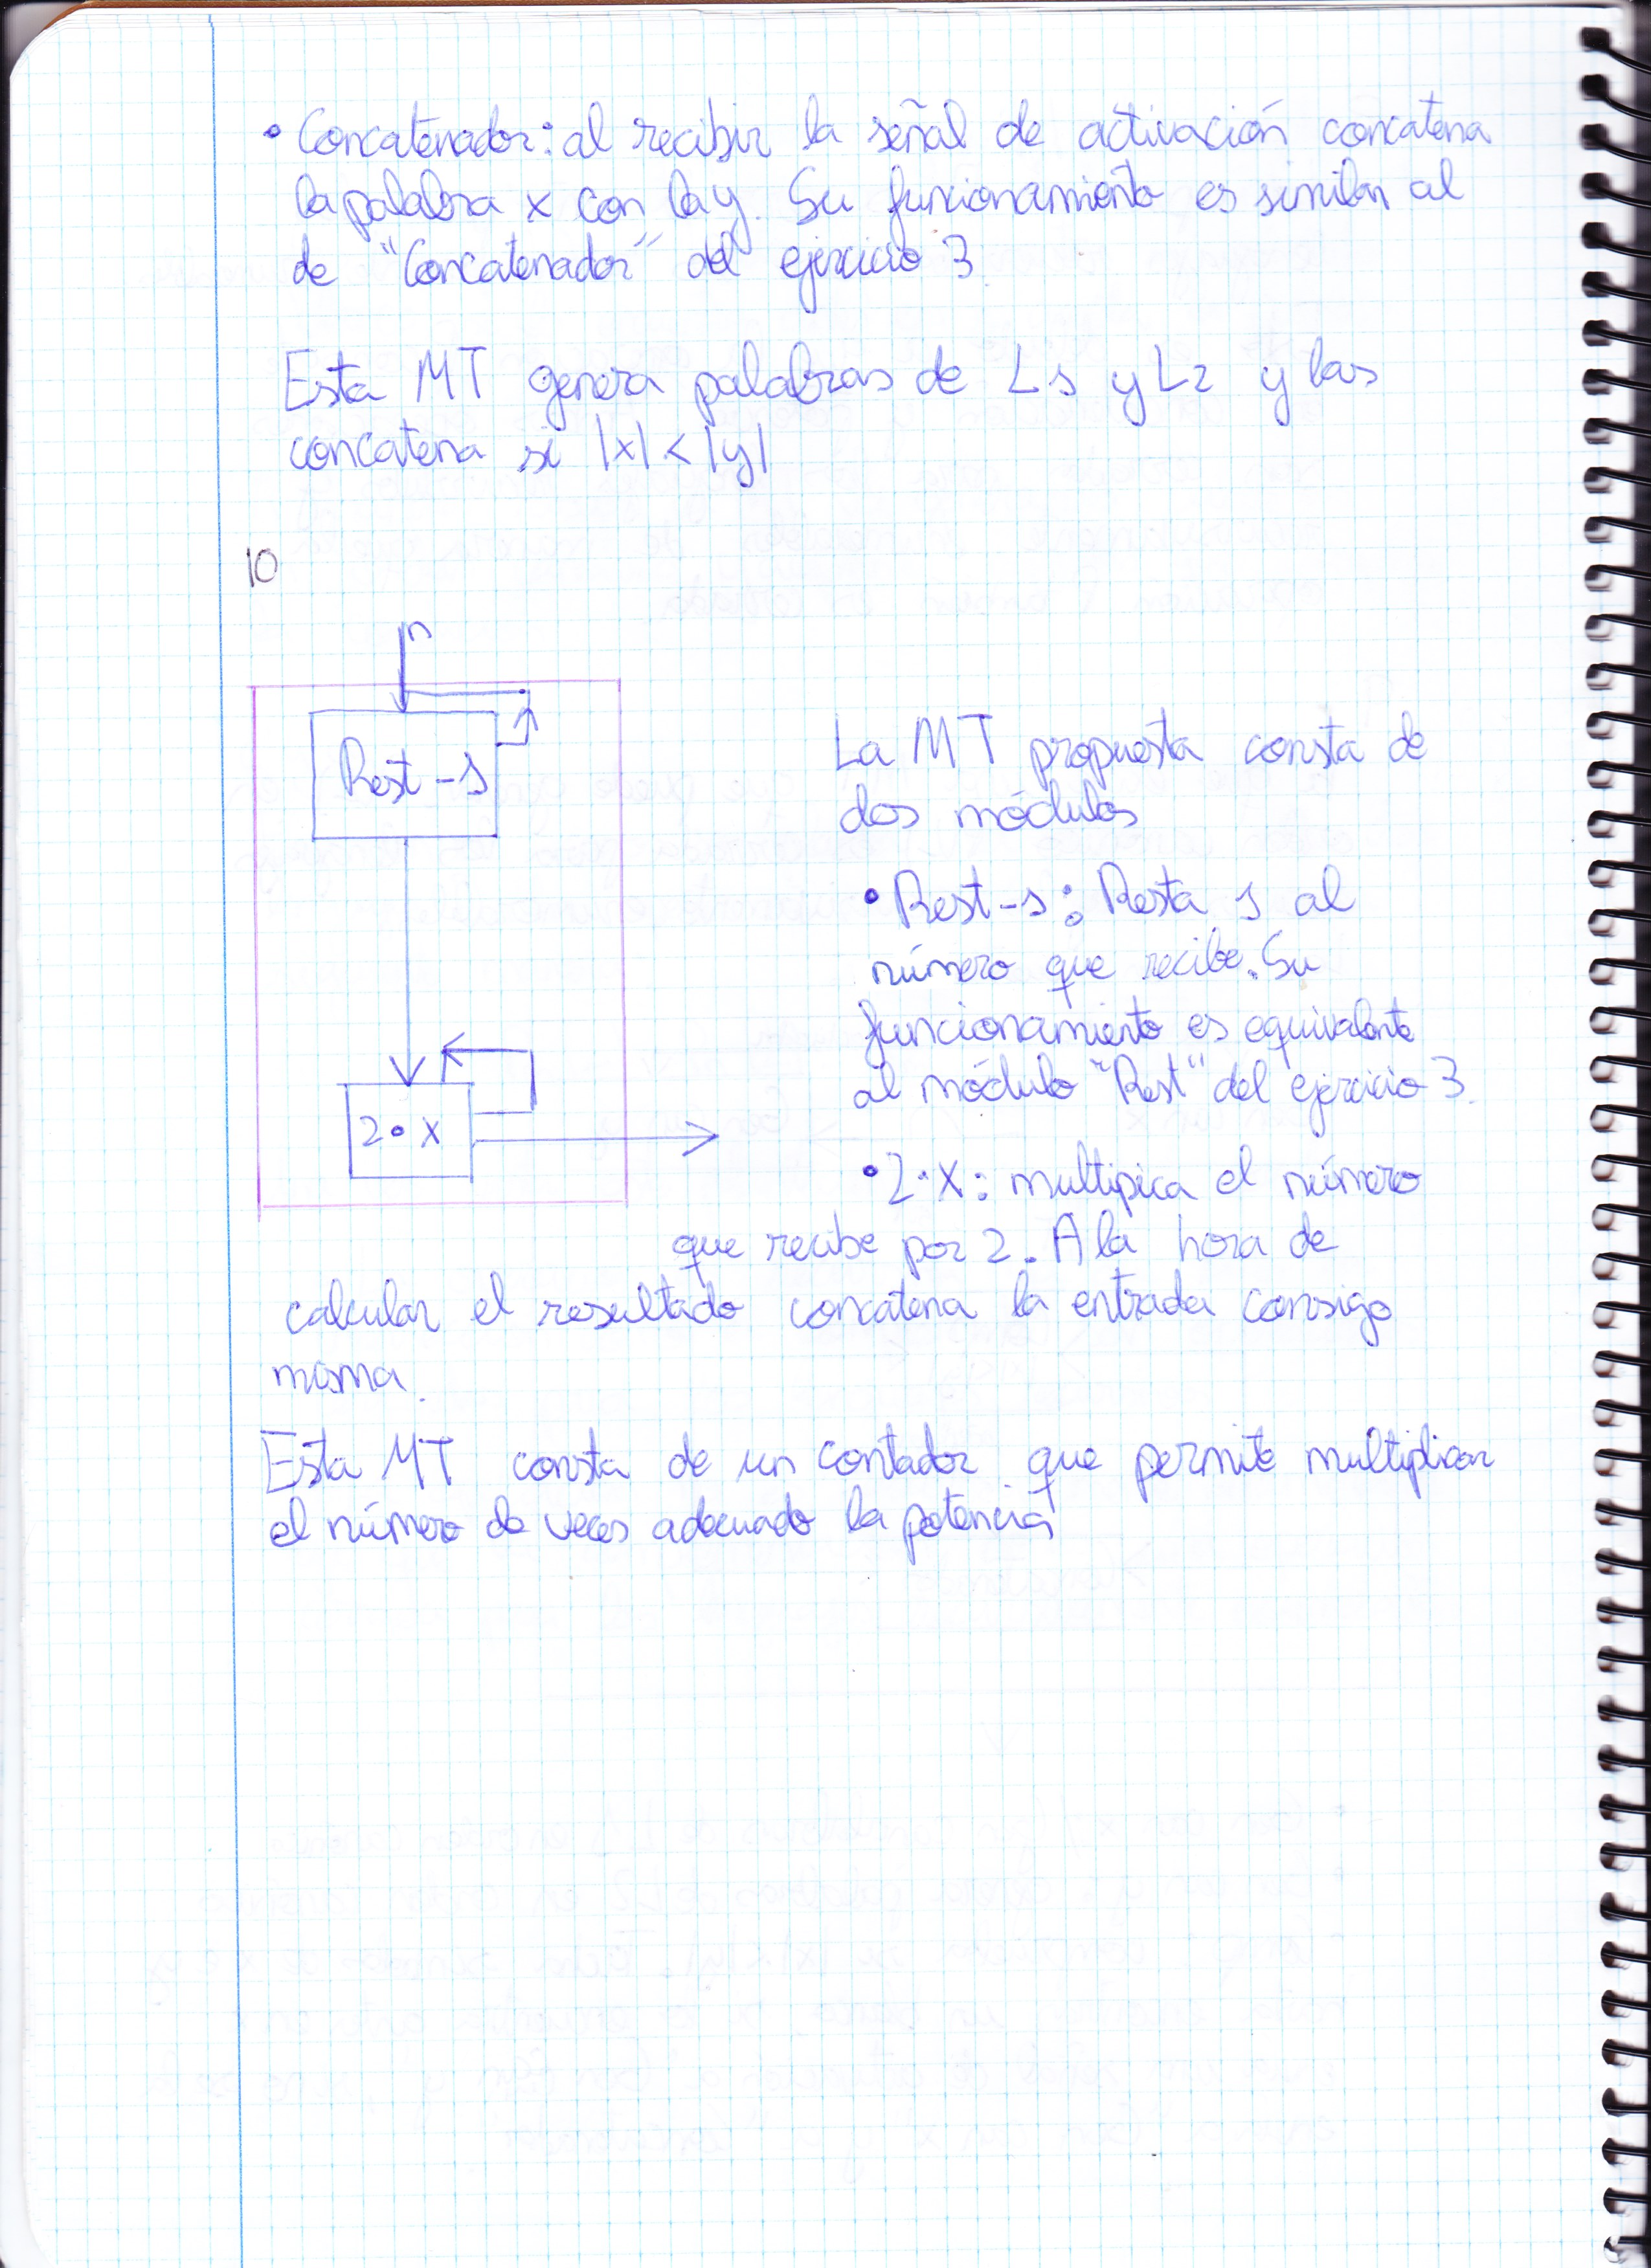 • Concatenador: al recibir la señal de activación concatena
la palabra x con la y. Su funcionamiento es similar al
de "Concatenador" del ejercicio 3.
Esta MT genera palabras de L1 y L2 y las
concatena si |x| < |y|
10
n
Rest-1
2•x
La MT propuesta consta de
dos módulos
• Rest-1: Resta 1 al
número que recibe. Su
funcionamiento es equivalente
al módulo "Rest" del ejercicio 3.
• 2·X: multipica el número
que recibe por 2. A la hora de
calcular el resultado concatena la entrada consigo
misma.
Esta MT consta de un contador que permite multiplicar
el número de veces adecuado la potencia